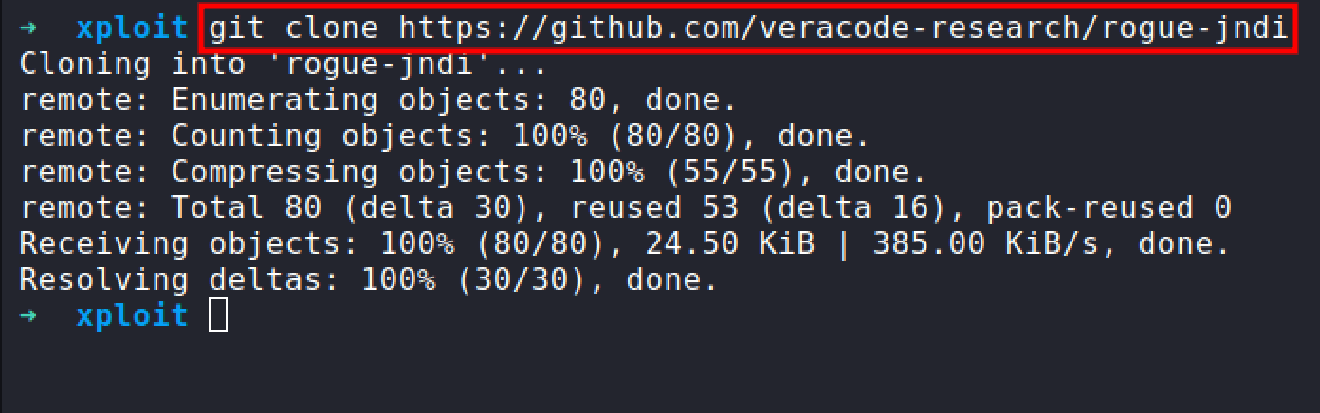 → xploit git clone https://github.com/veracode-research/rogue-jndi
Cloning into 'rogue-jndi'...
remote: Enumerating objects: 80, done.
remote: Counting objects: 100% (80/80), done.
remote: Compressing objects: 100% (55/55), done.
remote: Total 80 (delta 30), reused 53 (delta 16), pack-reused 0
Receiving objects: 100% (80/80), 24.50 KiB | 385.00 KiB/s, done.
Resolving deltas: 100% (30/30), done.
→ xploit